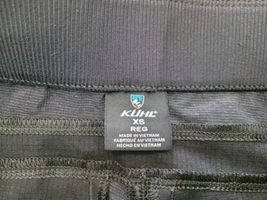 KÜHL
XS
REG
MADE IN VIETNAM
FABRIQUÉ AU VIETNAM
HECHO EN VIETNAM